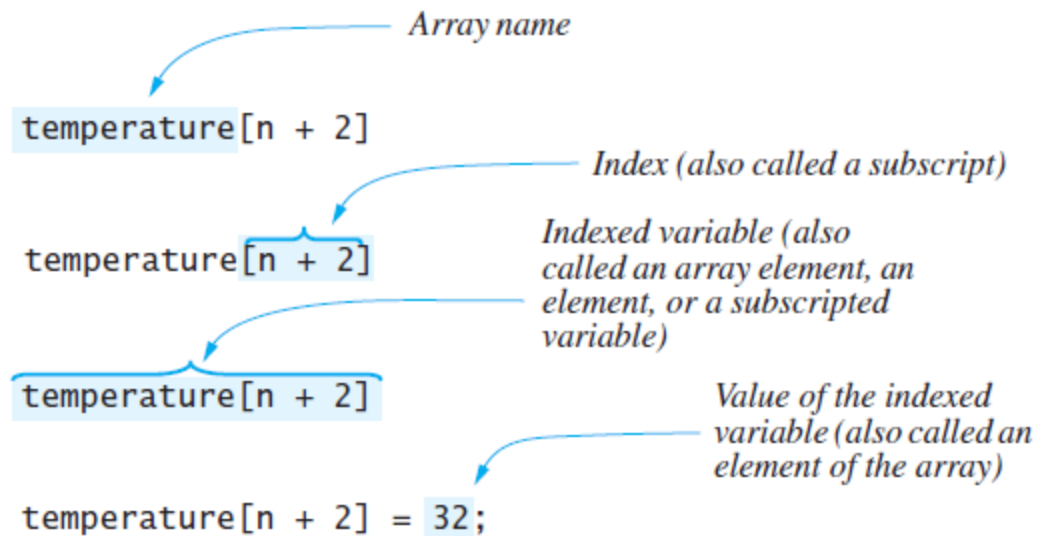 Array name
temperature[n + 2]
Index (also called a subscript)
temperature[n + 2]
Indexed variable (also
called an array element, an
element, or a subscripted
variable)
temperature[n + 2]
Value of the indexed
variable (also called an
element of the array)
temperature[n + 2] = 32;